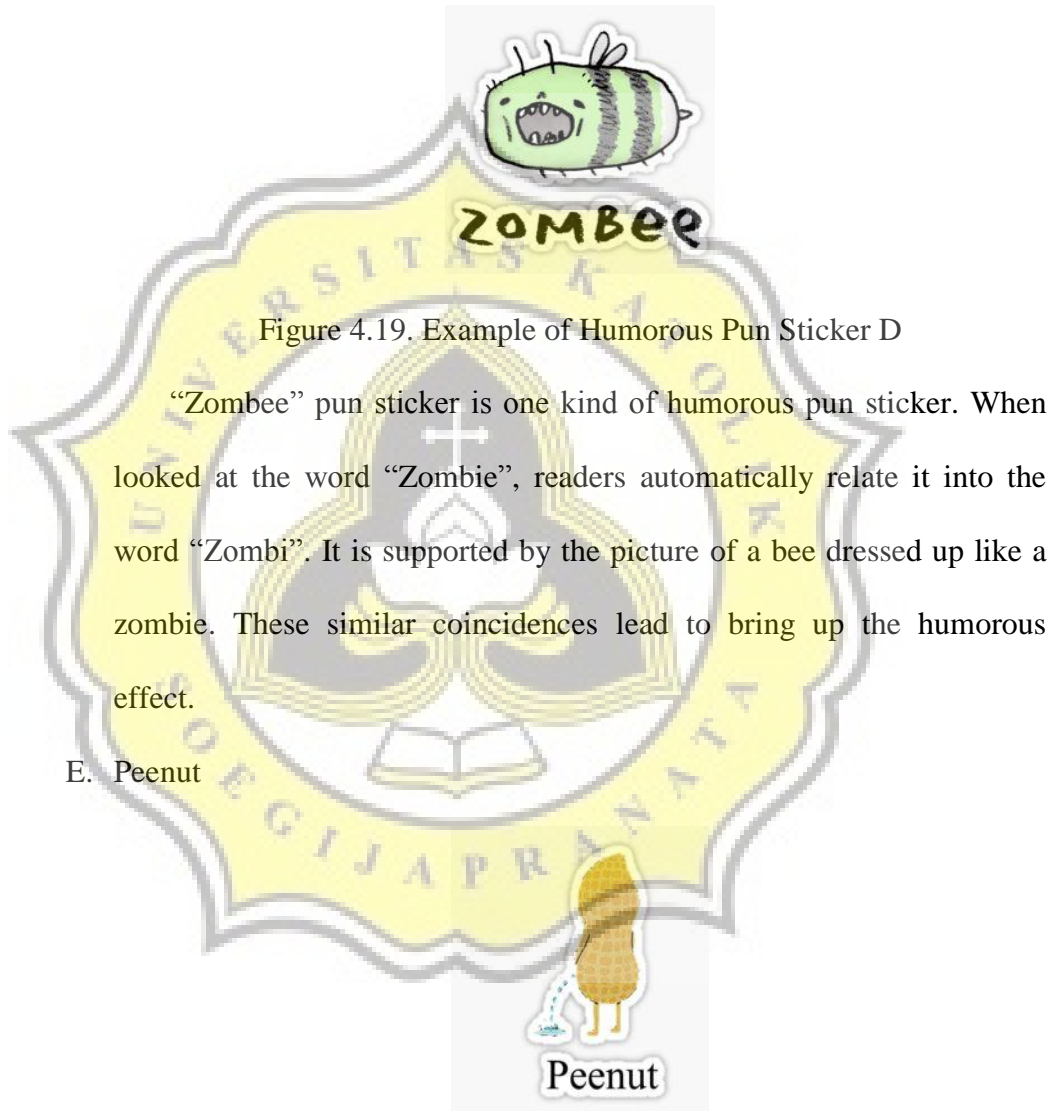 ZOMBee
UNIVERSITAS KATOLIK
Figure 4.19. Example of Humorous Pun Sticker D
“Zombee” pun sticker is one kind of humorous pun sticker. When
looked at the word “Zombie”, readers automatically relate it into the
word “Zombi”. It is supported by the picture of a bee dressed up like a
zombie. These similar coincidences lead to bring up the humorous
effect.
E. Peenut
SOEGIJAPRANATA
Peenut